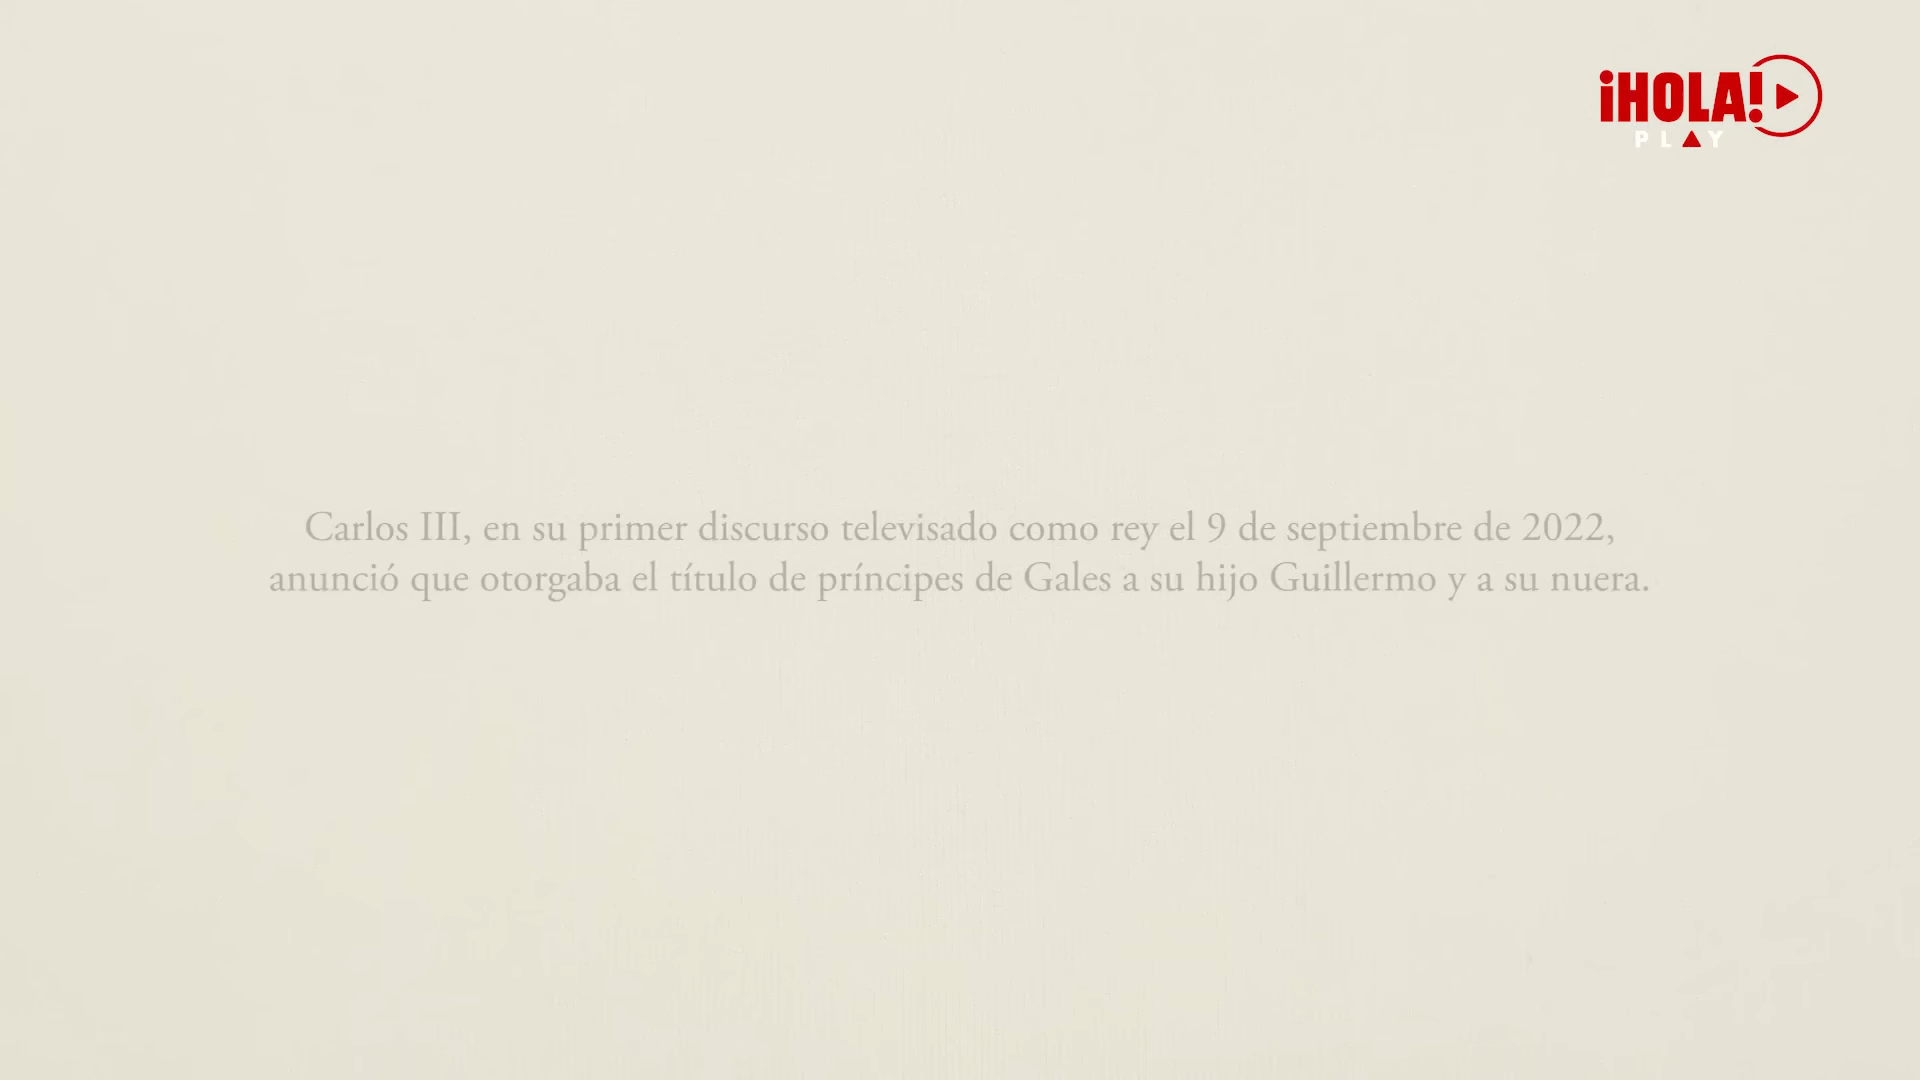 ¡HOLA!
PLAY
Carlos III, en su primer discurso televisado como rey el 9 de septiembre de 2022,
anunció que otorgaba el título de príncipes de Gales a su hijo Guillermo y a su nuera.